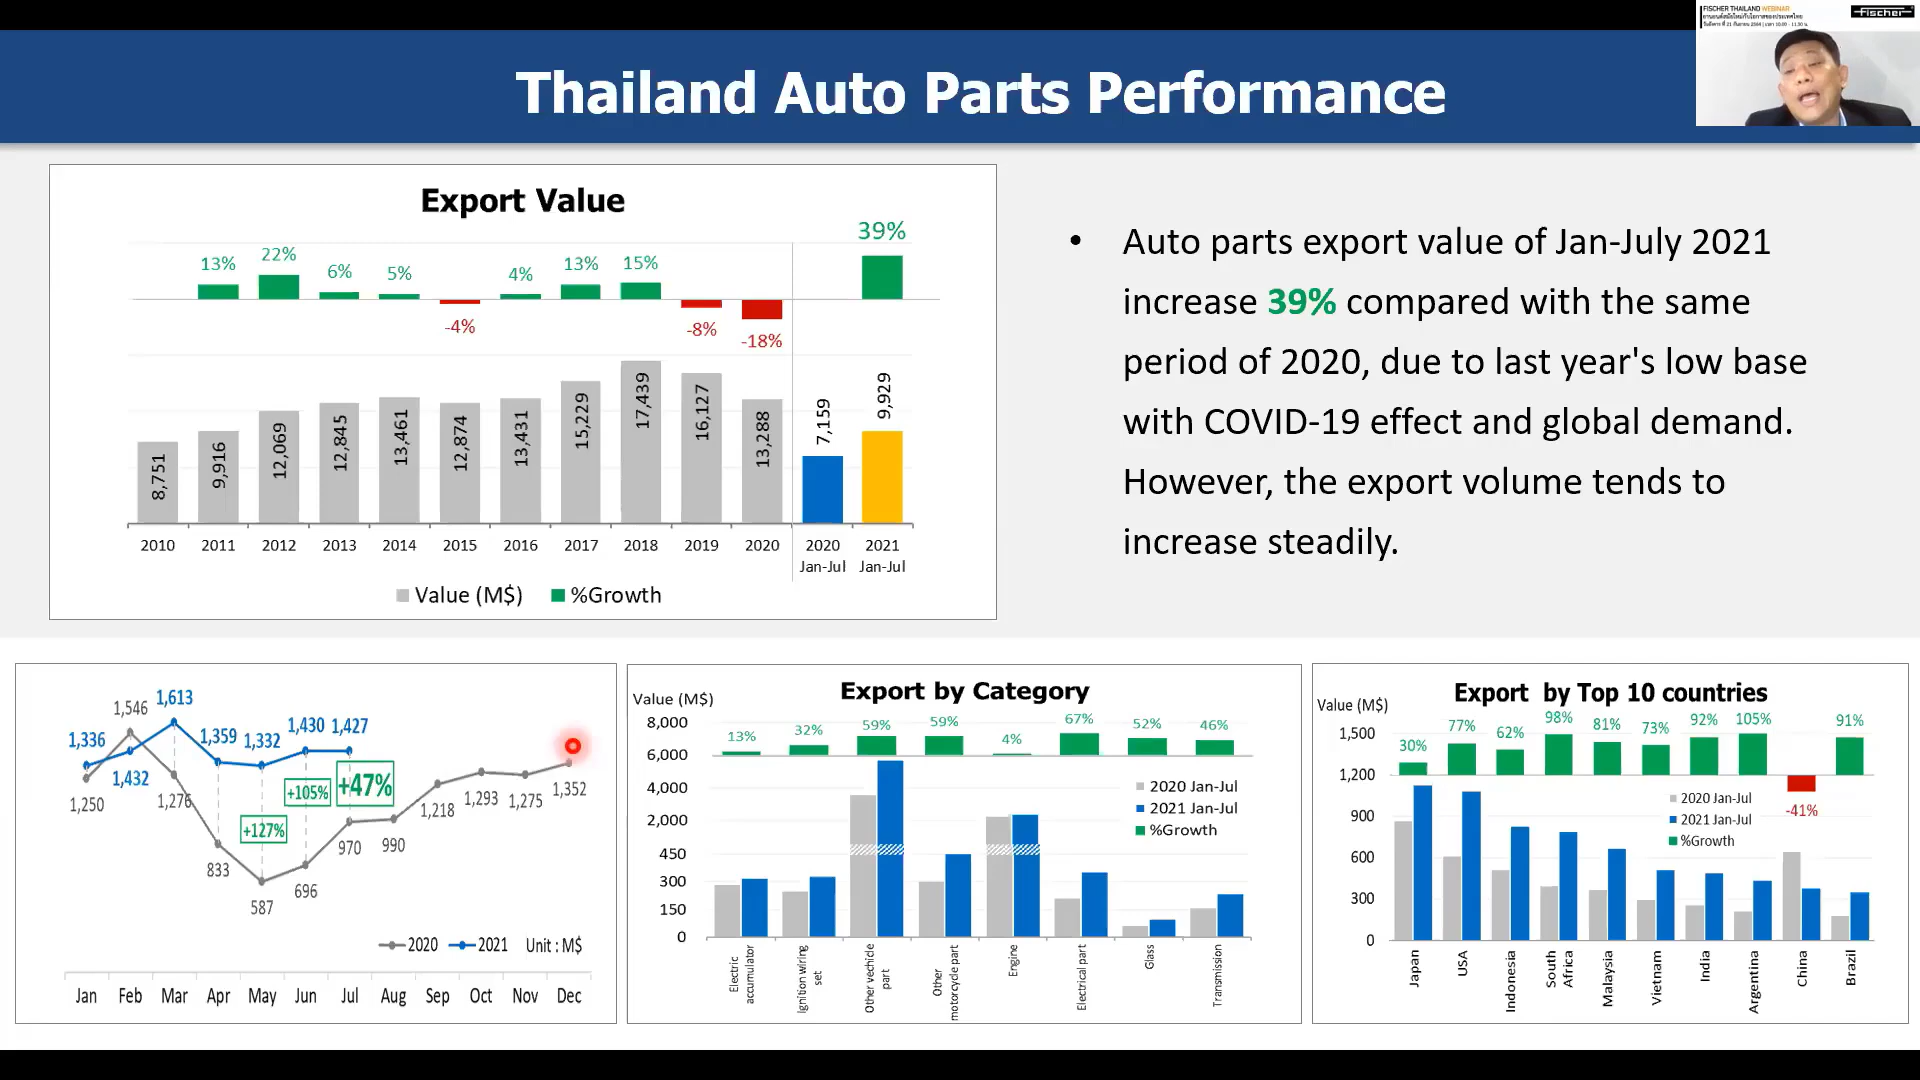 FISCHER THAILAND WEBINAR
fischer
Thailand Auto Parts Performance
Export Value
39%
13%
22%
6%
5%
-4%
4%
13%
15%
-8%
-18%
8,751
9,916
12,069
12,845
13,461
12,874
13,431
15,229
17,439
16,127
13,288
7,159
9,929
2010 2011 2012 2013 2014 2015 2016 2017 2018 2019 2020 2020 2021
Jan-Jul Jan-Jul
Value (M$) %Growth
• Auto parts export value of Jan-July 2021
increase 39% compared with the same
period of 2020, due to last year's low base
with COVID-19 effect and global demand.
However, the export volume tends to
increase steadily.
1,336
1,432
1,613
1,359
1,332
1,430
1,427
1,250
1,546
1,276
833
587
696
970
990
1,218
1,293
1,275
1,352
+127%
+105%
+47%
2020 2021 Unit : M$
Jan Feb Mar Apr May Jun Jul Aug Sep Oct Nov Dec
Export by Category
Value (M$)
8,000
6,000
4,000
2,000
450
300
150
0
13%
32%
59%
59%
4%
67%
52%
46%
2020 Jan-Jul
2021 Jan-Jul
%Growth
Electric
accumulator
Ignition wiring
set
Other vechicle
part
Other
motorcycle part
Engine
Electrical part
Glass
Transmission
Export by Top 10 countries
Value (M$)
1,500
1,200
900
600
300
0
30%
77%
62%
98%
81%
73%
92%
105%
-41%
91%
2020 Jan-Jul
2021 Jan-Jul
%Growth
Japan
USA
Indonesia
South
Africa
Malaysia
Vietnam
India
Argentina
China
Brazil